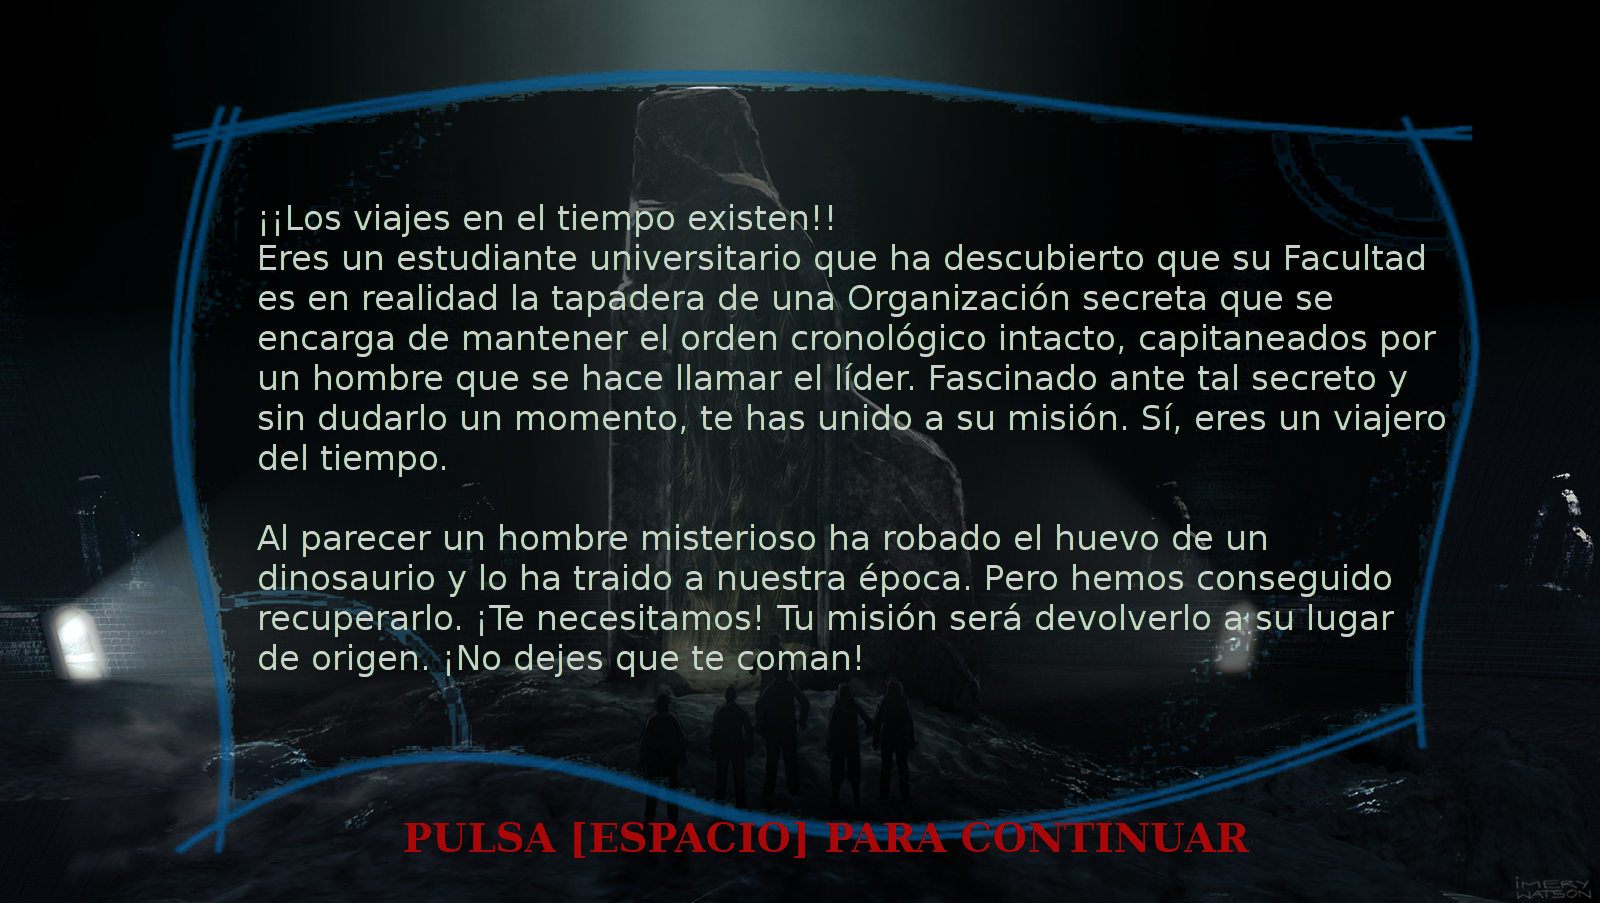 ¡¡Los viajes en el tiempo existen!!
Eres un estudiante universitario que ha descubierto que su Facultad
es en realidad la tapadera de una Organización secreta que se
encarga de mantener el orden cronológico intacto, capitaneados por
un hombre que se hace llamar el líder. Fascinado ante tal secreto y
sin dudarlo un momento, te has unido a su misión. Sí, eres un viajero
del tiempo.
Al parecer un hombre misterioso ha robado el huevo de un
dinosaurio y lo ha traido a nuestra época. Pero hemos conseguido
recuperarlo. ¡Te necesitamos! Tu misión será devolverlo a su lugar
de origen. ¡No dejes que te coman!
PULSA [ESPACIO] PARA CONTINUAR
iMERY
WATSON